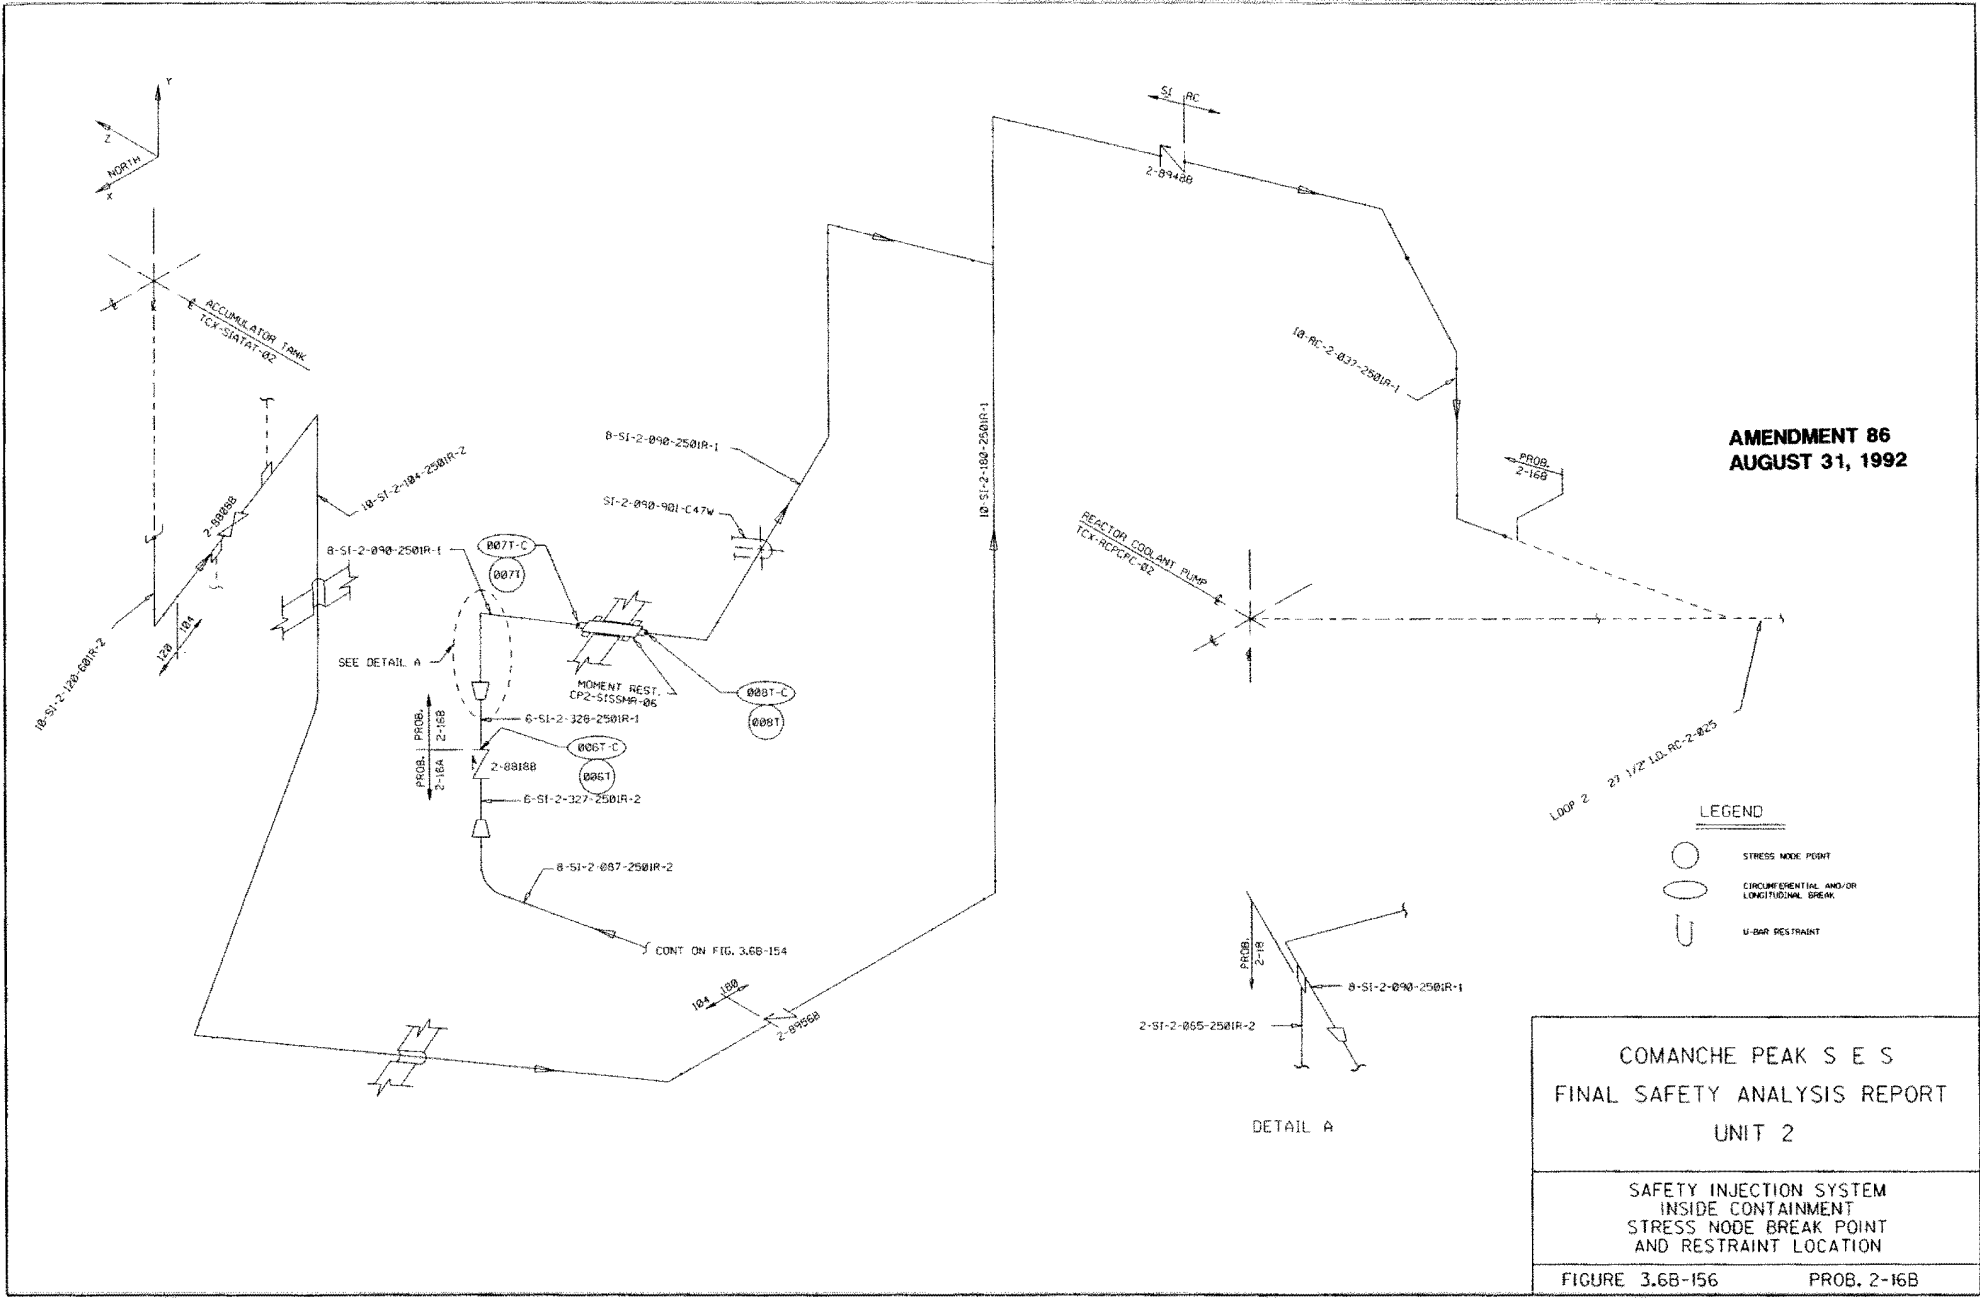 Y
Z
NORTH
X
ACCUMULATOR TANK
TCX-SIATAT-02
SI RC
2-8948B
10-RC-2-037-2501R-1
AMENDMENT 86
AUGUST 31, 1992
PROB.
2-16B
REACTOR COOLANT PUMP
TCX-RCPCPC-02
8-SI-2-090-2501R-1
SI-2-090-901-C47W
10-SI-2-180-2501R-1
10-SI-2-104-2501R-2
2-8808B
8-SI-2-090-2501R-1
007T-C
007T
120 104
10-SI-2-120-601R-2
SEE DETAIL A
MOMENT REST.
CP2-SISSMR-06
008T-C
008T
PROB. PROB.
2-16A 2-16B
6-SI-2-328-2501R-1
006T-C
006T
2-8818B
6-SI-2-327-2501R-2
8-SI-2-087-2501R-2
CONT ON FIG. 3.6B-154
104 180
2-8956B
LOOP 2 27 1/2" I.D. RC-2-025
LEGEND
STRESS NODE POINT
CIRCUMFERENTIAL AND/OR
LONGITUDINAL BREAK
U-BAR RESTRAINT
PROB.
2-18
8-SI-2-090-2501R-1
2-SI-2-065-2501R-2
DETAIL A
COMANCHE PEAK S E S
FINAL SAFETY ANALYSIS REPORT
UNIT 2
SAFETY INJECTION SYSTEM
INSIDE CONTAINMENT
STRESS NODE BREAK POINT
AND RESTRAINT LOCATION
FIGURE 3.6B-156 PROB. 2-16B